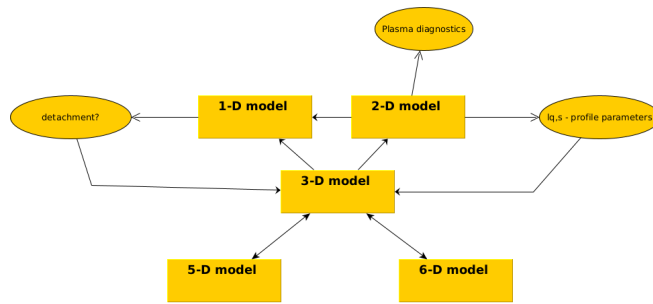 Plasma diagnostics
1-D model
2-D model
detachment?
lq,s - profile parameters
3-D model
5-D model
6-D model